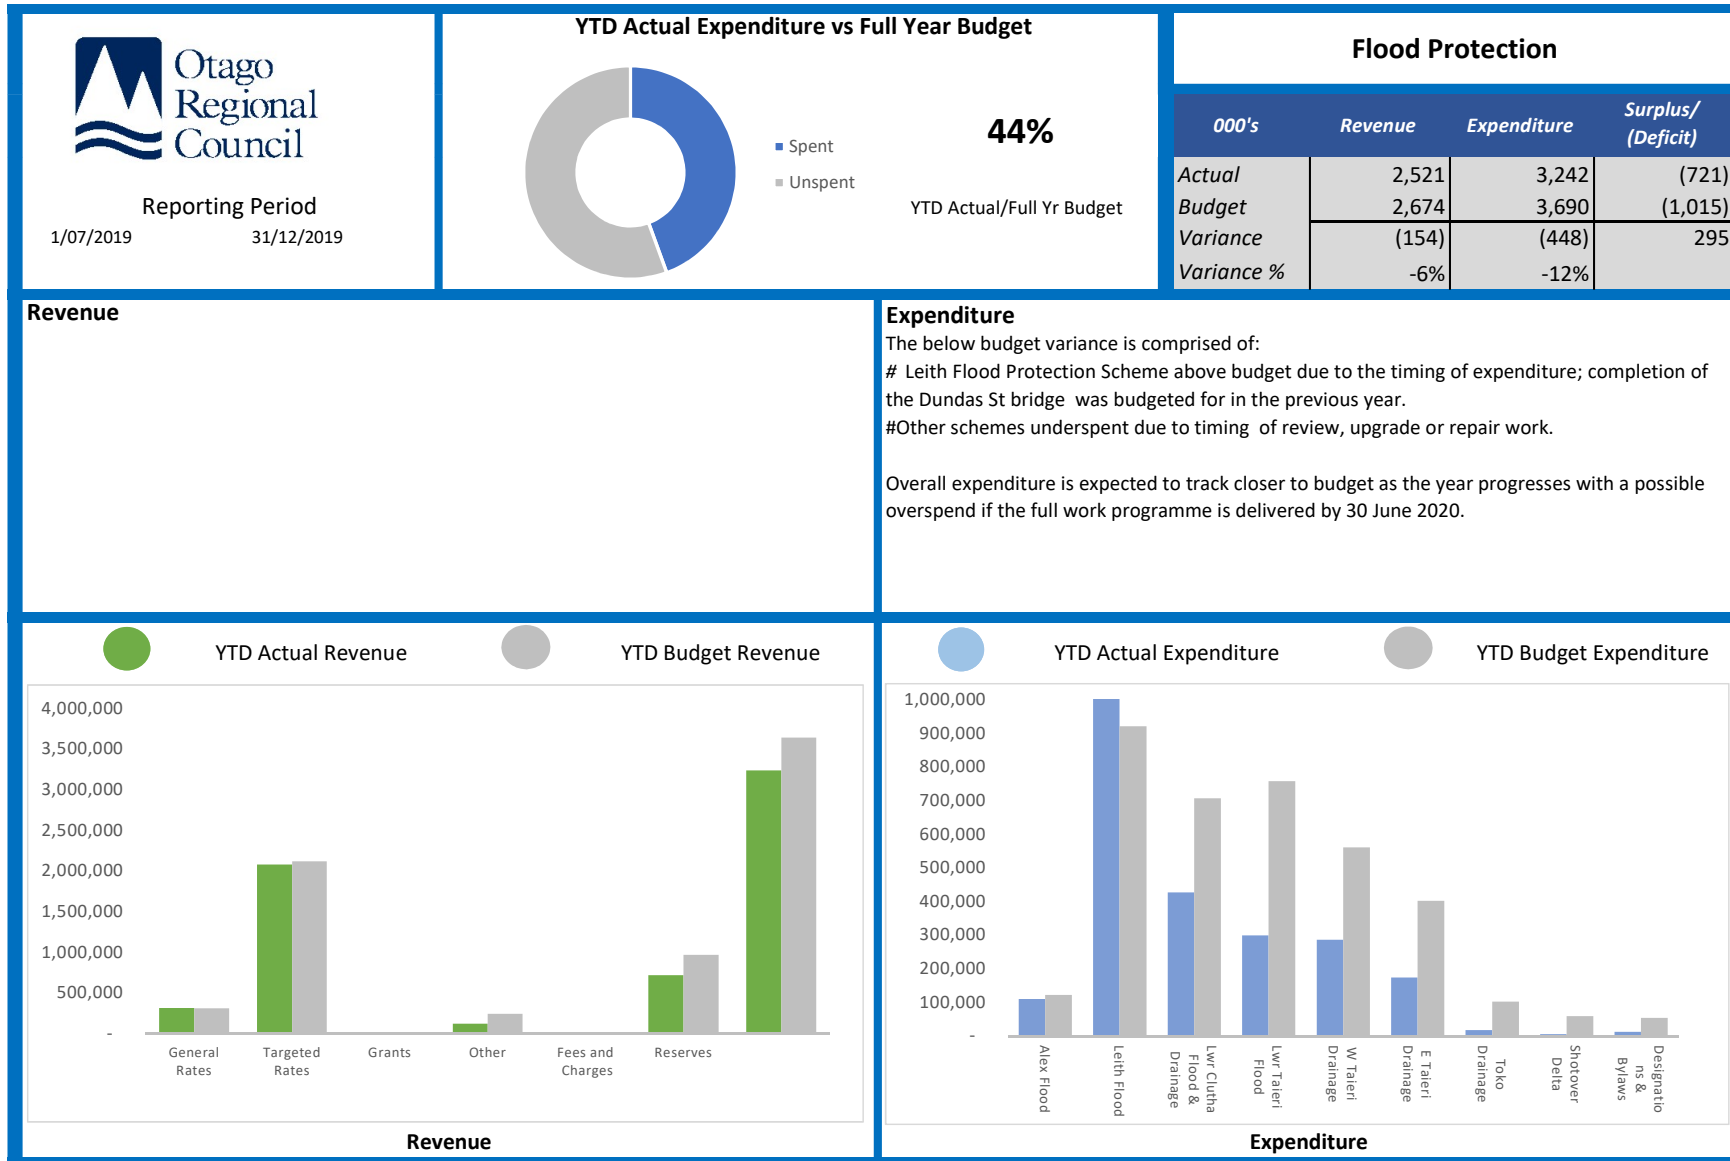 Otago
Regional
Council
Reporting Period
1/07/2019 31/12/2019
YTD Actual Expenditure vs Full Year Budget
Spent
Unspent
44%
YTD Actual/Full Yr Budget
Flood Protection
000's Revenue Expenditure Surplus/ (Deficit)
Actual 2,521 3,242 (721)
Budget 2,674 3,690 (1,015)
Variance (154) (448) 295
Variance % -6% -12%
Revenue
Expenditure
The below budget variance is comprised of:
# Leith Flood Protection Scheme above budget due to the timing of expenditure; completion of
the Dundas St bridge was budgeted for in the previous year.
#Other schemes underspent due to timing of review, upgrade or repair work.
Overall expenditure is expected to track closer to budget as the year progresses with a possible
overspend if the full work programme is delivered by 30 June 2020.
YTD Actual Revenue YTD Budget Revenue
4,000,000
3,500,000
3,000,000
2,500,000
2,000,000
1,500,000
1,000,000
500,000
-
General
Rates
Targeted
Rates
Grants
Other
Fees and
Charges
Reserves
Revenue
YTD Actual Expenditure YTD Budget Expenditure
1,000,000
900,000
800,000
700,000
600,000
500,000
400,000
300,000
200,000
100,000
-
Alex Flood
Leith Flood
Lwr Clutha
Flood &
Drainage
Lwr Taieri
Flood
W Taieri
Drainage
E Taieri
Drainage
Toko
Drainage
Shotover
Delta
Designatio
ns &
Bylaws
Expenditure